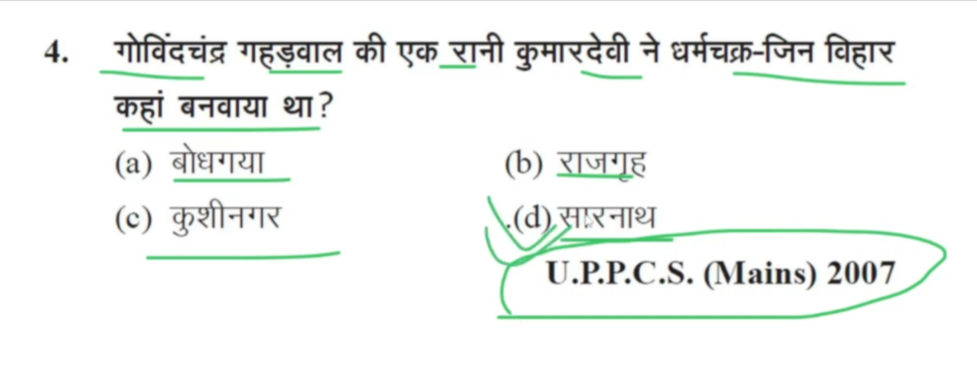 4. गोविंदचंद्र गहड़वाल की एक रानी कुमारदेवी ने धर्मचक्र-जिन विहार
कहां बनवाया था?
(a) बोधगया (b) राजगृह
(c) कुशीनगर (d) सारनाथ
U.P.P.C.S. (Mains) 2007